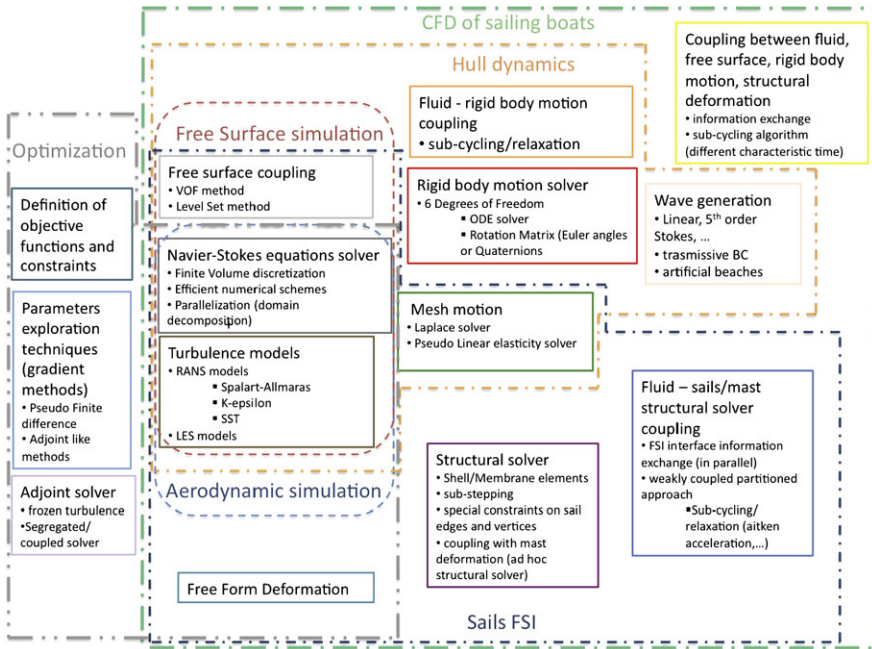 CFD of sailing boats
Coupling between fluid,
free surface, rigid body
motion, structural
deformation
• information exchange
• sub-cycling algorithm
(different characteristic time)
Hull dynamics
Fluid - rigid body motion
coupling
• sub-cycling/relaxation
Free Surface simulation
Optimization
Free surface coupling
• VOF method
• Level Set method
Rigid body motion solver
• 6 Degrees of Freedom
▪ ODE solver
▪ Rotation Matrix (Euler angles
or Quaternions
Wave generation
• Linear, 5th order
Stokes, …
• trasmissive BC
• artificial beaches
Definition of
objective
functions and
constraints
Navier-Stokes equations solver
• Finite Volume discretization
• Efficient numerical schemes
• Parallelization (domain
decomposition)
Parameters
exploration
techniques
(gradient
methods)
• Pseudo Finite
difference
• Adjoint like
methods
Mesh motion
• Laplace solver
• Pseudo Linear elasticity solver
Turbulence models
• RANS models
▪ Spalart-Allmaras
▪ K-epsilon
▪ SST
• LES models
Fluid – sails/mast
structural solver
coupling
• FSI interface information
exchange (in parallel)
• weakly coupled partitioned
approach
▪Sub-cycling/
relaxation (aitken
acceleration,…)
Structural solver
• Shell/Membrane elements
• sub-stepping
• special constraints on sail
edges and vertices
• coupling with mast
deformation (ad hoc
structural solver)
Aerodynamic simulation
Adjoint solver
• frozen turbulence
•Segregated/
coupled solver
Free Form Deformation
Sails FSI